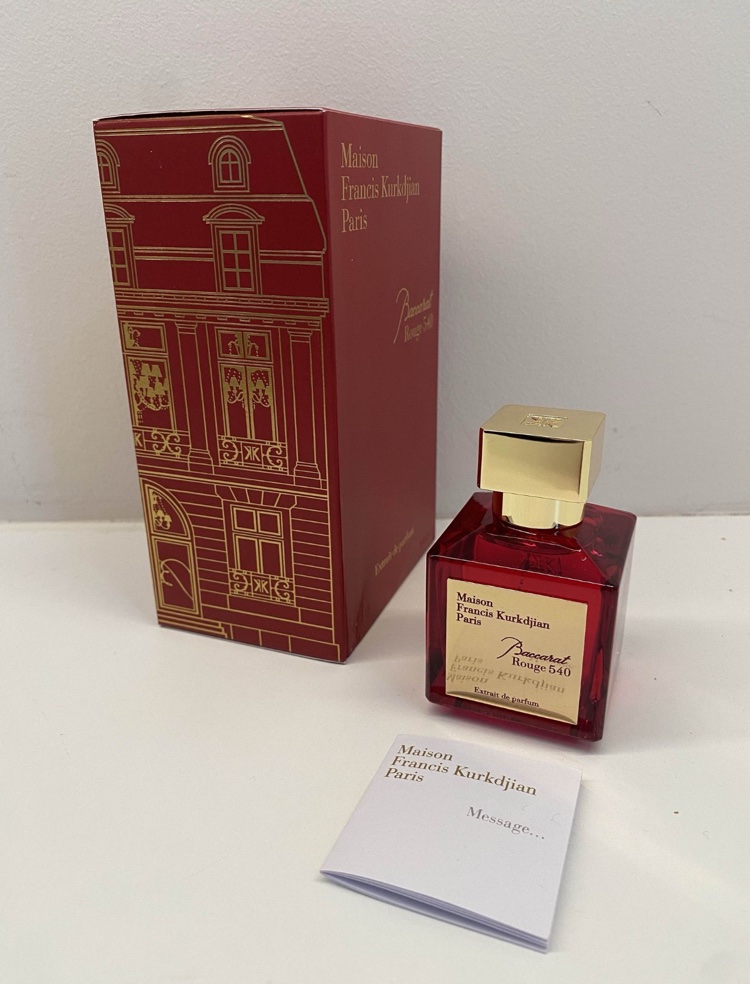 Maison
Francis Kurkdjian
Paris
Baccarat
Rouge 540
Extrait de parfum
Maison
Francis Kurkdjian
Paris
Baccarat
Rouge 540
Extrait de parfum
Maison
Francis Kurkdjian
Paris
Message...